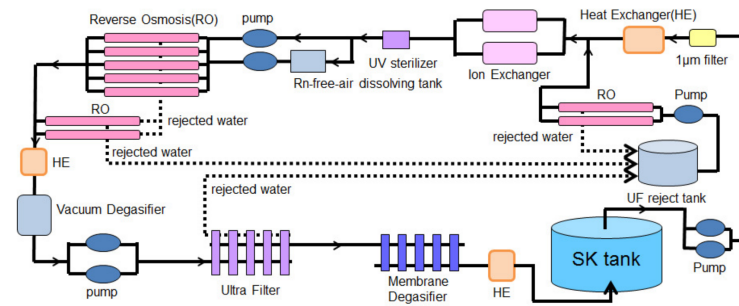 Reverse Osmosis(RO)
pump
Heat Exchanger(HE)
UV sterilizer
Rn-free-air
dissolving tank
Ion Exchanger
1μm filter
RO
rejected water
RO
Pump
rejected water
rejected water
HE
UF reject tank
rejected water
Vacuum Degasifier
SK tank
Pump
pump
Ultra Filter
Membrane
Degasifier
HE